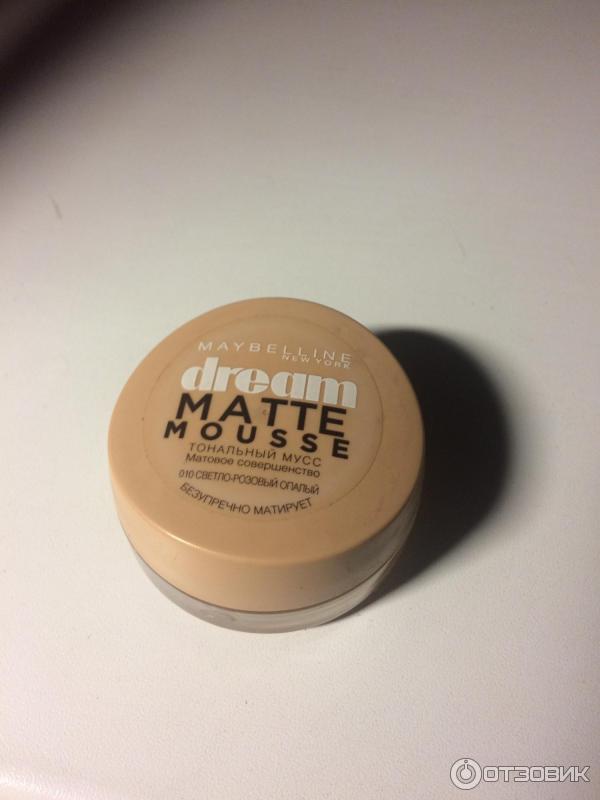 MAYBELLINE
NEW YORK
dream
MATTE
MOUSSE
ТОНАЛЬНЫЙ МУСС
Матовое совершенство
010 СВЕТЛО-РОЗОВЫЙ ОПАЛЫЙ
БЕЗУПРЕЧНО МАТИРУЕТ
ОТЗОВИК